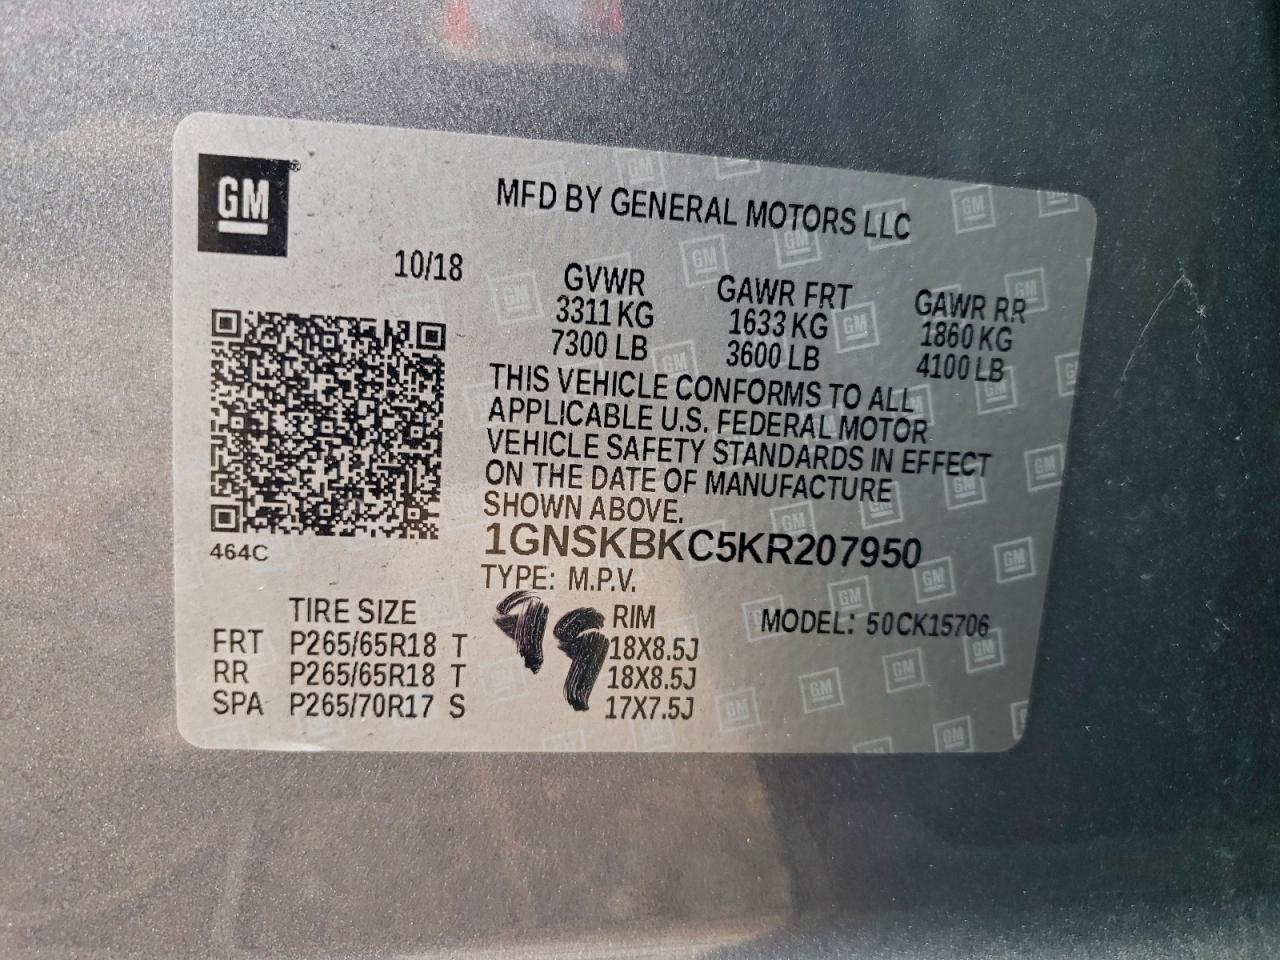 GM
MFD BY GENERAL MOTORS LLC
10/18
GVWR GAWR FRT GAWR RR
3311 KG 1633 KG 1860 KG
7300 LB 3600 LB 4100 LB
THIS VEHICLE CONFORMS TO ALL
APPLICABLE U.S. FEDERAL MOTOR
VEHICLE SAFETY STANDARDS IN EFFECT
ON THE DATE OF MANUFACTURE
SHOWN ABOVE.
464C
1GNSKBKC5KR207950
TYPE: M.P.V.
TIRE SIZE RIM MODEL: 50CK15706
FRT P265/65R18 T 18X8.5J
RR P265/65R18 T 18X8.5J
SPA P265/70R17 S 17X7.5J